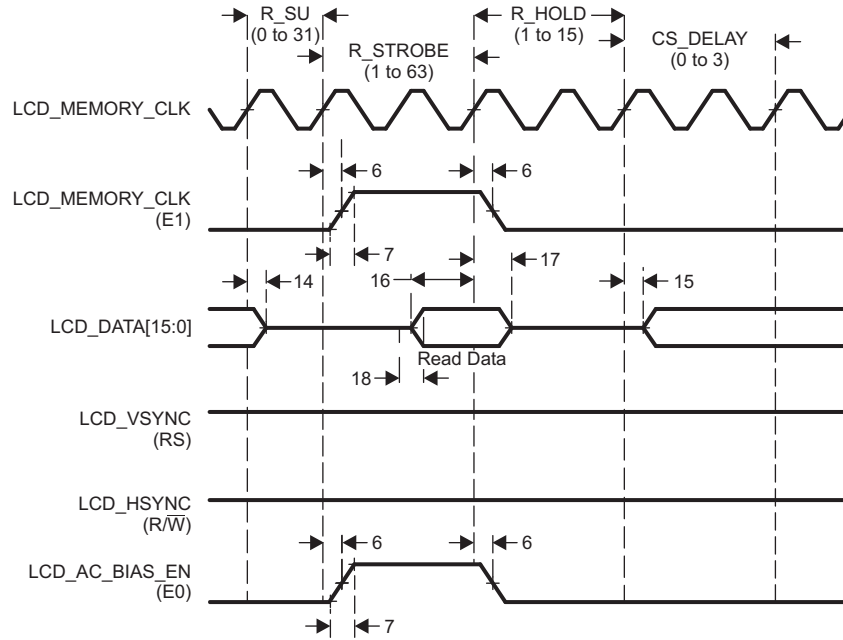 R_SU
(0 to 31)
R_STROBE
(1 to 63)
R_HOLD
(1 to 15)
CS_DELAY
(0 to 3)
LCD_MEMORY_CLK
6
6
LCD_MEMORY_CLK
(E1)
7
17
14
16
15
LCD_DATA[15:0]
Read Data
18
LCD_VSYNC
(RS)
LCD_HSYNC
(R/W̅)
6
6
LCD_AC_BIAS_EN
(E0)
7